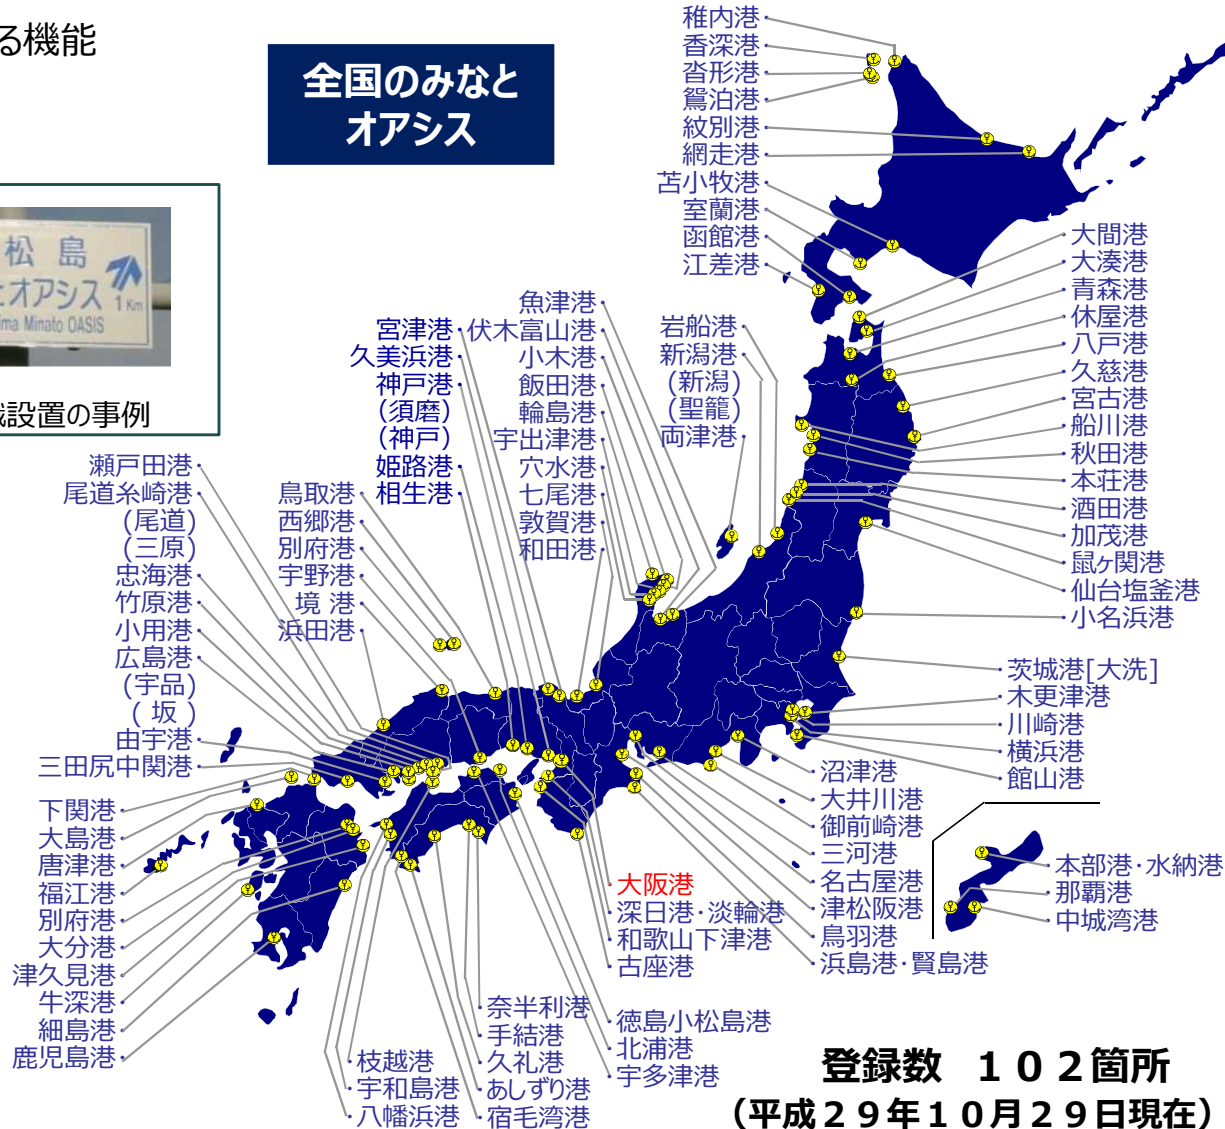 る機能
全国のみなと
オアシス
松島
とオアシス
1Km
ima Minato OASIS
設置の事例
稚内港
香深港
沓形港
鴛泊港
紋別港
網走港
苫小牧港
室蘭港
函館港
江差港
大間港
大湊港
青森港
休屋港
八戸港
久慈港
宮古港
船川港
秋田港
本荘港
酒田港
加茂港
鼠ヶ関港
仙台塩釜港
小名浜港
茨城港[大洗]
木更津港
川崎港
横浜港
館山港
岩船港
新潟港
(新潟)
(聖籠)
両津港
魚津港
伏木富山港
小木港
飯田港
輪島港
宇出津港
穴水港
七尾港
敦賀港
和田港
宮津港
久美浜港
神戸港
(須磨)
(神戸)
姫路港
相生港
鳥取港
西郷港
別府港
宇野港
境 港
浜田港
瀬戸田港
尾道糸崎港
(尾道)
(三原)
忠海港
竹原港
小用港
広島港
(宇品)
(坂)
由宇港
三田尻中関港
下関港
大島港
唐津港
福江港
別府港
大分港
津久見港
牛深港
細島港
鹿児島港
枝越港
宇和島港
八幡浜港
奈半利港
手結港
久礼港
あしずり港
宿毛湾港
徳島小松島港
北浦港
宇多津港
大阪港
深日港・淡輪港
和歌山下津港
古座港
沼津港
大井川港
御前崎港
三河港
名古屋港
津松阪港
鳥羽港
浜島港・賢島港
本部港・水納港
那覇港
中城湾港
登録数 １０２箇所
(平成２９年１０月２９日現在)